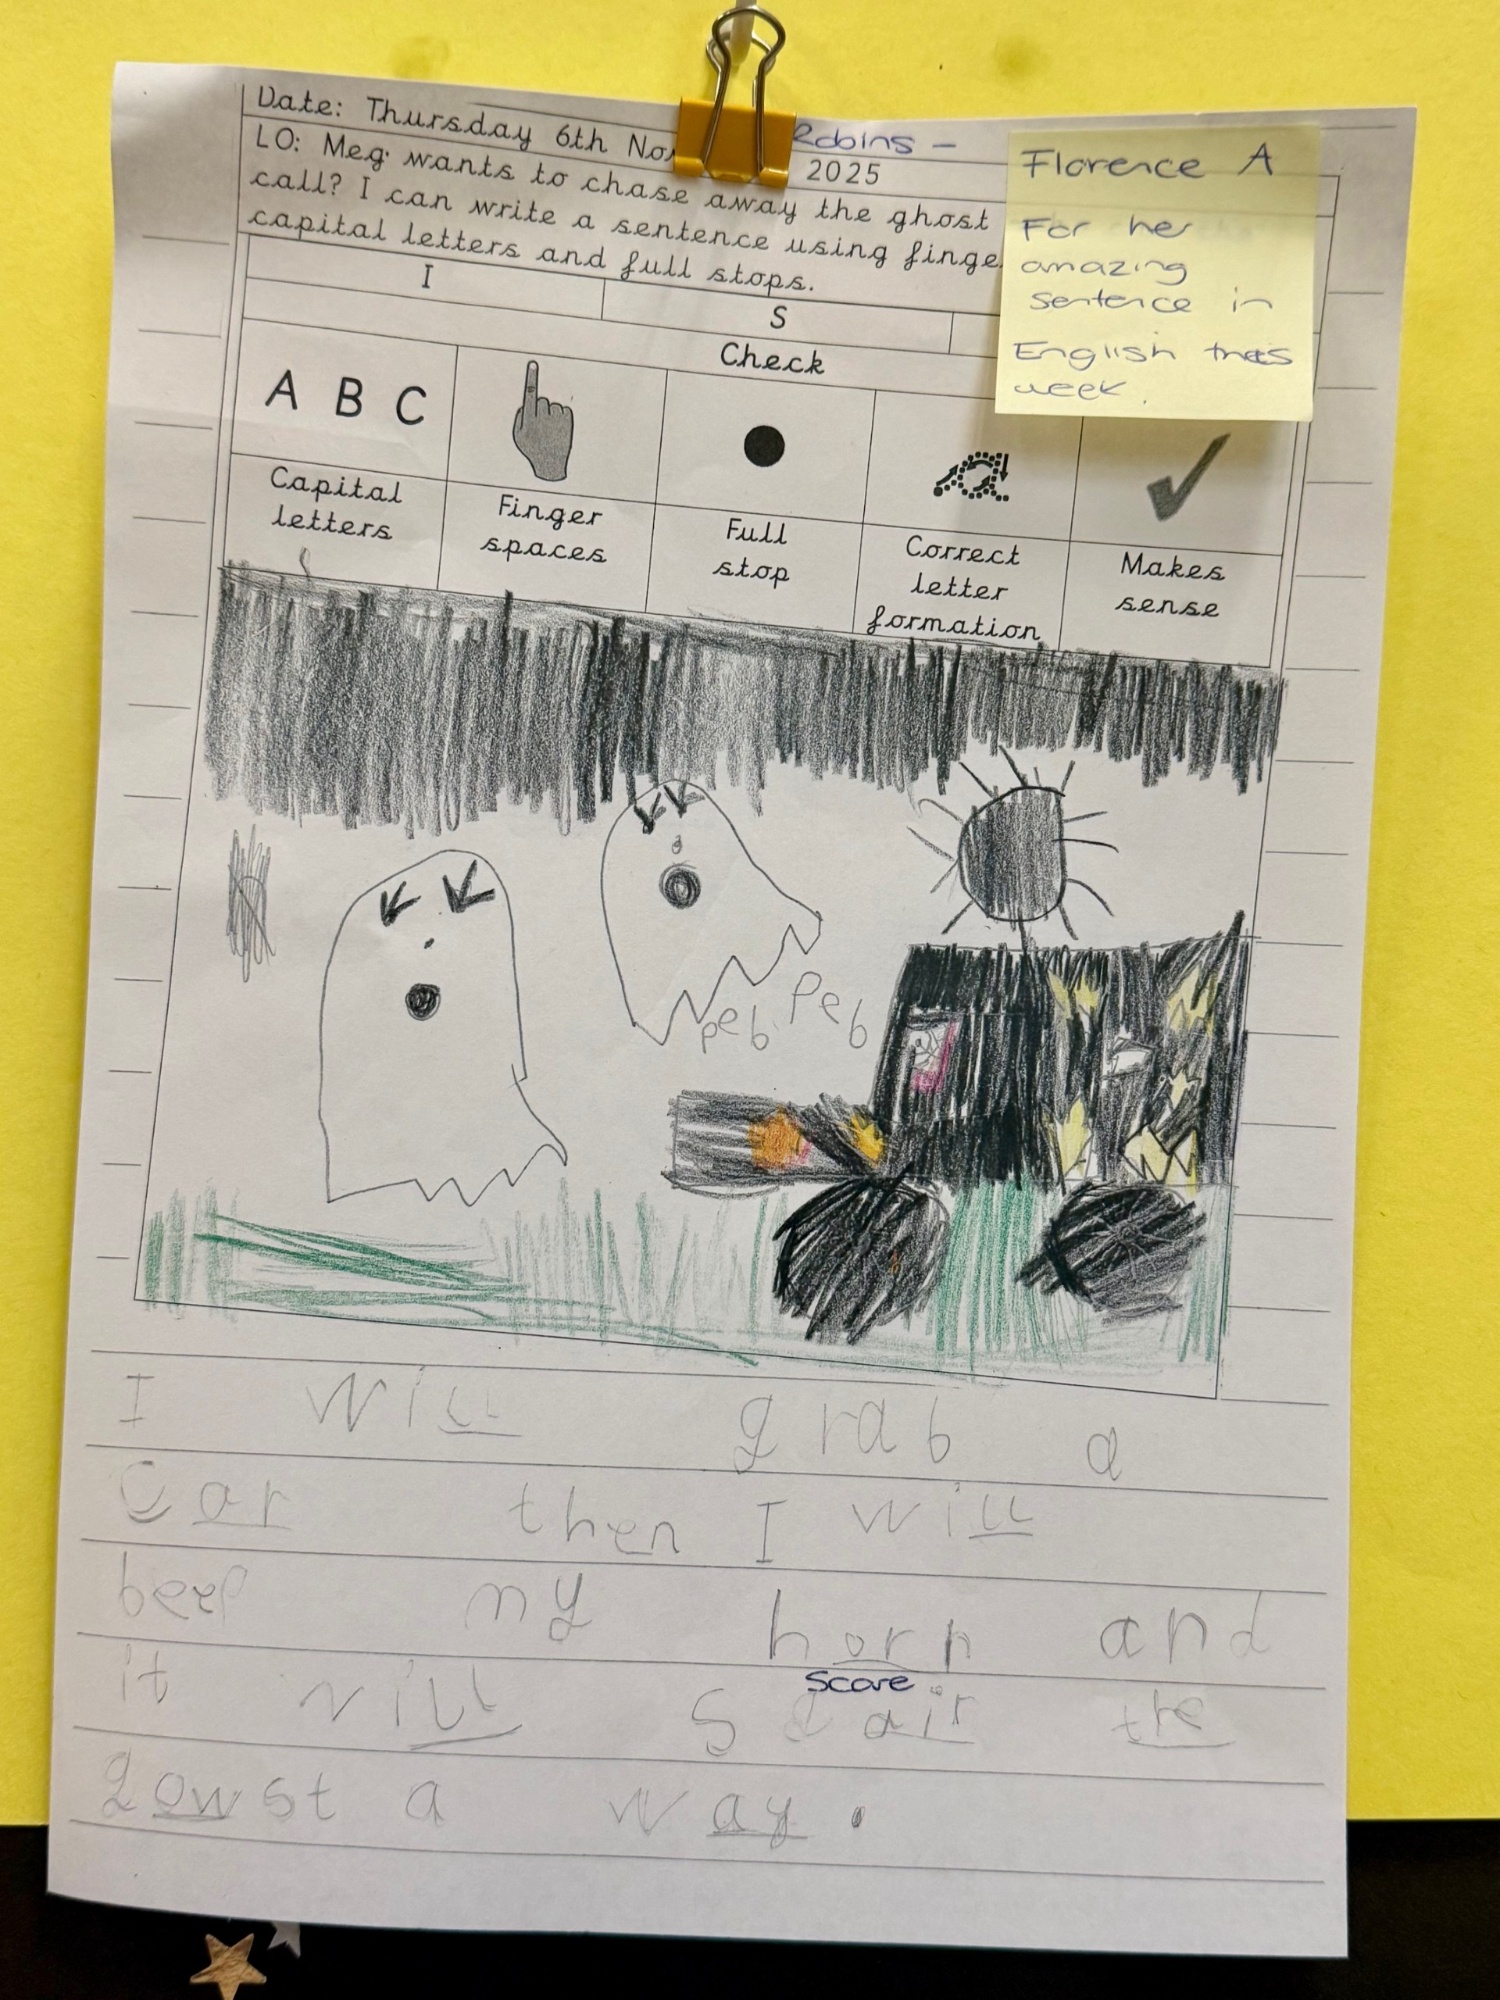 Robins -
Date: Thursday 6th Nov 2025
LO: Meg wants to chase away the ghost
call? I can write a sentence using finge
capital letters and full stops.
Florence A
For her
amazing
sentence in
English this
week.
I
S
Check
A B C
Capital
letters
Finger
spaces
Full
stop
Correct
letter
formation
Makes
sense
peb peb
I will grab a
car then I will
beep my horn and
it will scair the
Scare
gowst a way.